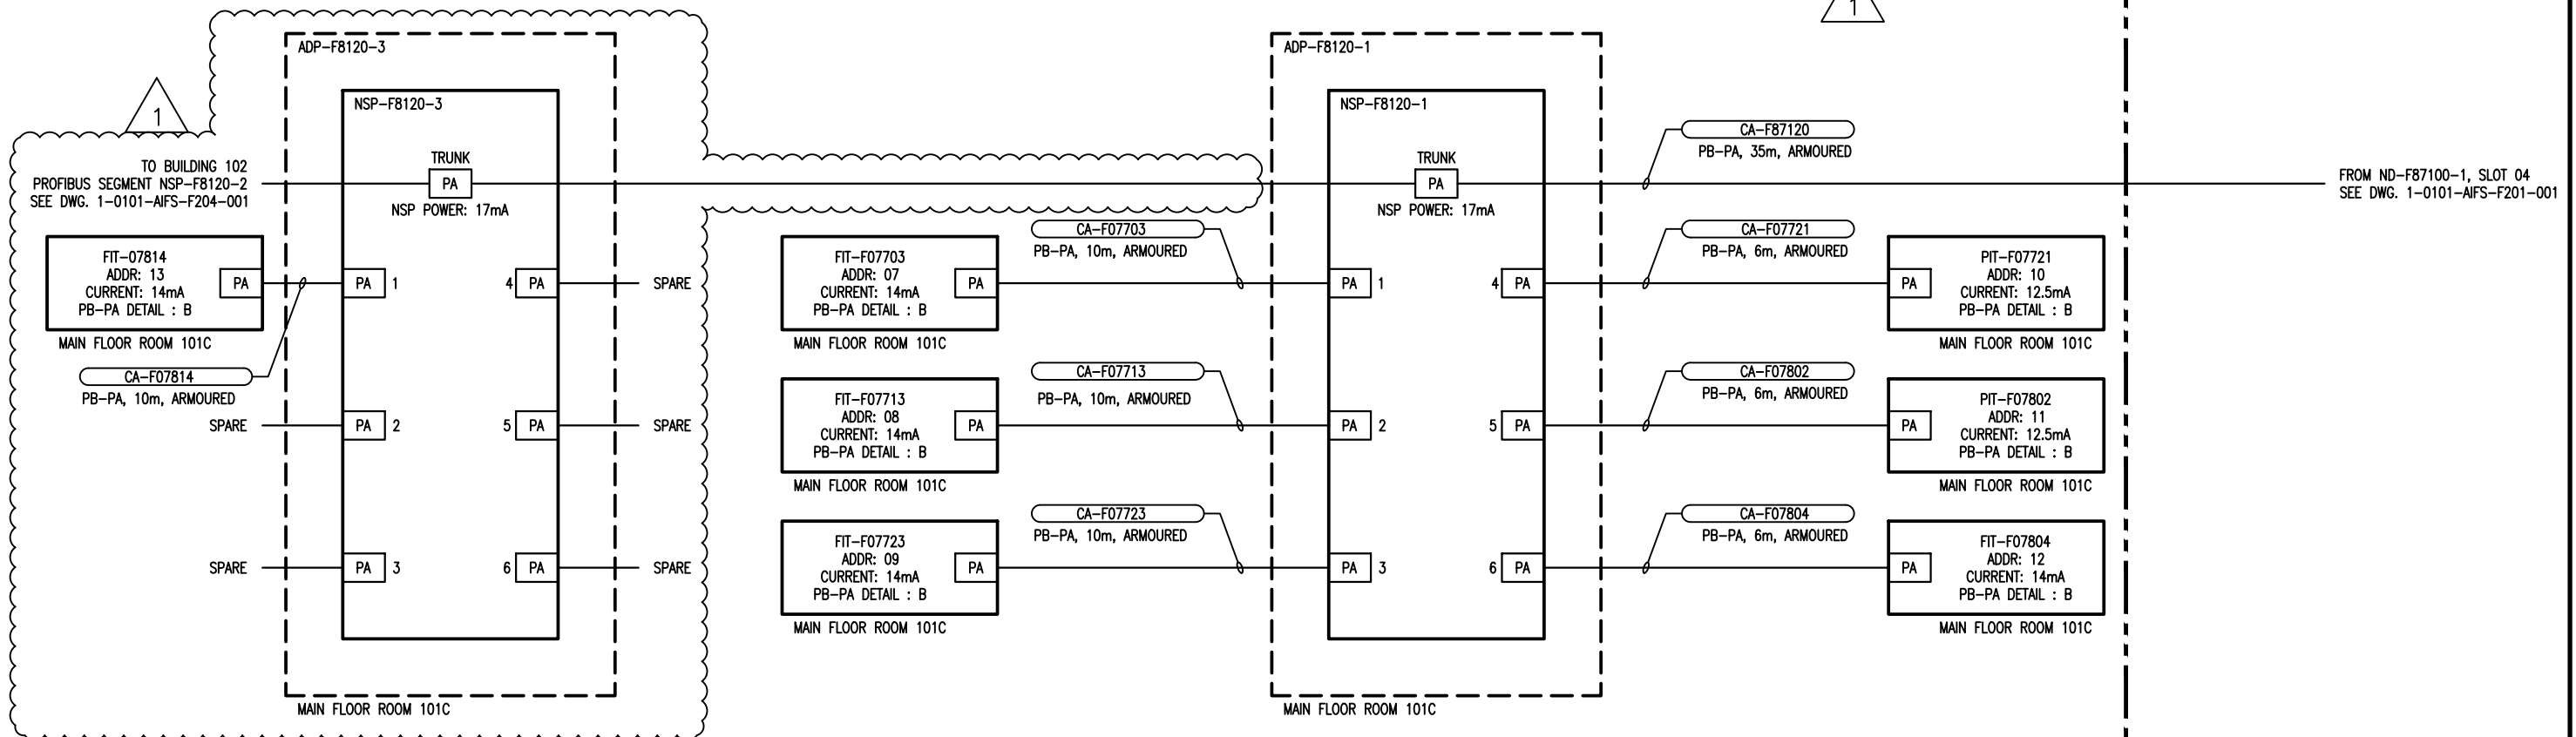 1
ADP-F8120-3
ADP-F8120-1
1
NSP-F8120-3
NSP-F8120-1
TO BUILDING 102
PROFIBUS SEGMENT NSP-F8120-2
SEE DWG. 1-0101-AIFS-F204-001
TRUNK
PA
NSP POWER: 17mA
TRUNK
PA
NSP POWER: 17mA
CA-F87120
PB-PA, 35m, ARMOURED
FROM ND-F87100-1, SLOT 04
SEE DWG. 1-0101-AIFS-F201-001
FIT-07814
ADDR: 13
CURRENT: 14mA
PB-PA DETAIL : B
PA
MAIN FLOOR ROOM 101C
CA-F07814
PB-PA, 10m, ARMOURED
PA 1
4 PA
SPARE
SPARE
PA 2
5 PA
SPARE
SPARE
PA 3
6 PA
SPARE
MAIN FLOOR ROOM 101C
FIT-F07703
ADDR: 07
CURRENT: 14mA
PB-PA DETAIL : B
PA
MAIN FLOOR ROOM 101C
CA-F07703
PB-PA, 10m, ARMOURED
PA 1
FIT-F07713
ADDR: 08
CURRENT: 14mA
PB-PA DETAIL : B
PA
MAIN FLOOR ROOM 101C
CA-F07713
PB-PA, 10m, ARMOURED
PA 2
FIT-F07723
ADDR: 09
CURRENT: 14mA
PB-PA DETAIL : B
PA
MAIN FLOOR ROOM 101C
CA-F07723
PB-PA, 10m, ARMOURED
PA 3
4 PA
CA-F07721
PB-PA, 6m, ARMOURED
PA
PIT-F07721
ADDR: 10
CURRENT: 12.5mA
PB-PA DETAIL : B
MAIN FLOOR ROOM 101C
5 PA
CA-F07802
PB-PA, 6m, ARMOURED
PA
PIT-F07802
ADDR: 11
CURRENT: 12.5mA
PB-PA DETAIL : B
MAIN FLOOR ROOM 101C
6 PA
CA-F07804
PB-PA, 6m, ARMOURED
PA
FIT-F07804
ADDR: 12
CURRENT: 14mA
PB-PA DETAIL : B
MAIN FLOOR ROOM 101C
MAIN FLOOR ROOM 101C